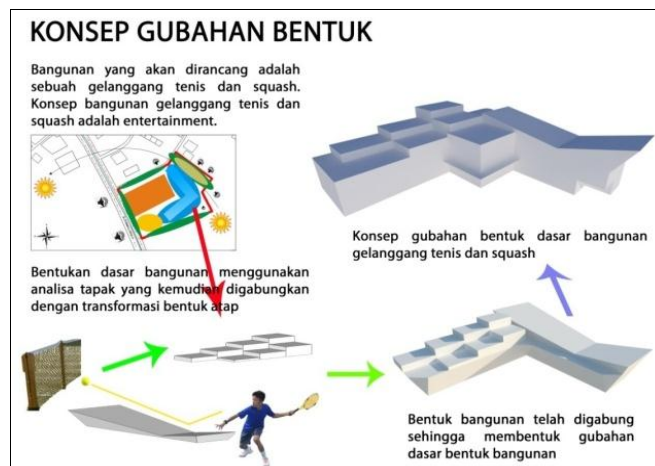 KONSEP GUBAHAN BENTUK
Bangunan yang akan dirancang adalah
sebuah gelanggang tenis dan squash.
Konsep bangunan gelanggang tenis dan
squash adalah entertainment.
Bentukan dasar bangunan menggunakan
analisa tapak yang kemudian digabungkan
dengan transformasi bentuk atap
Konsep gubahan bentuk dasar bangunan
gelanggang tenis dan squash
Bentuk bangunan telah digabung
sehingga membentuk gubahan
dasar bentuk bangunan